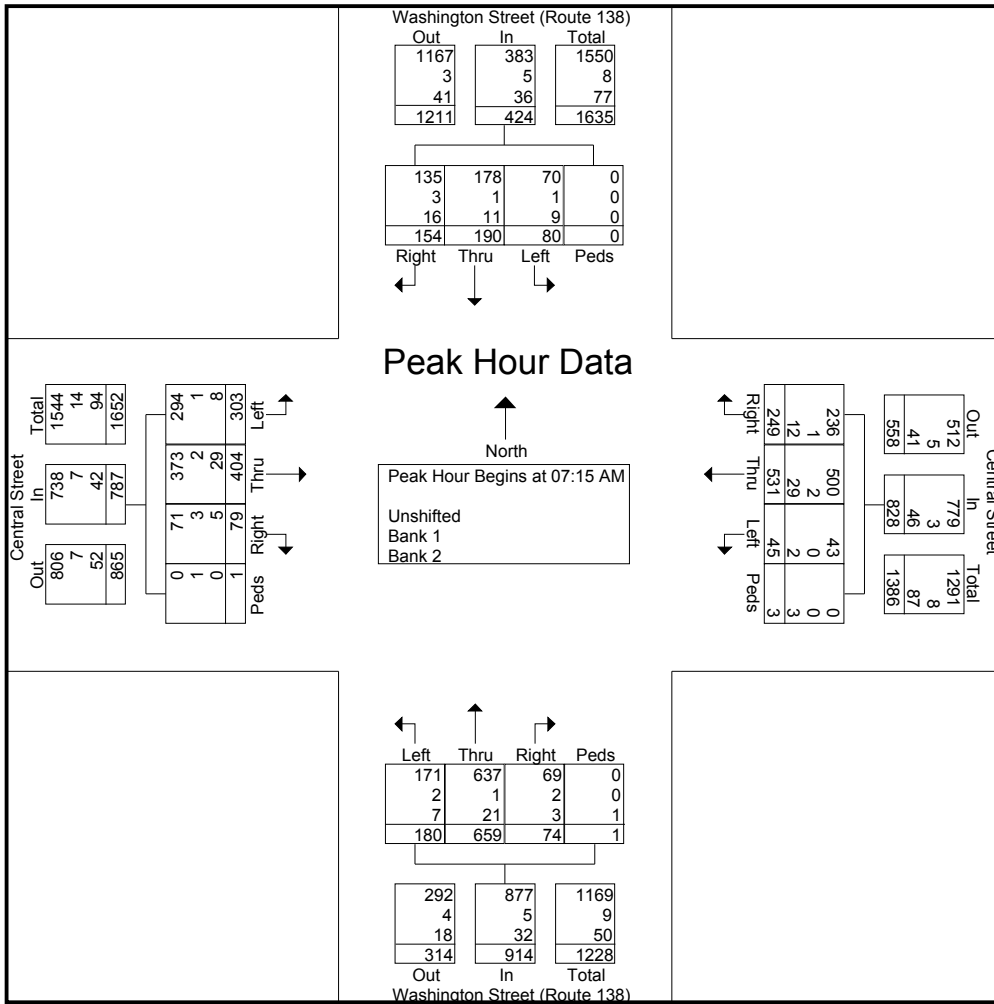 Washington Street (Route 138)
Out In Total
1167 383 1550
3 5 8
41 36 77
1211 424 1635
135 178 70 0
3 1 1 0
16 11 9 0
154 190 80 0
Right Thru Left Peds
Peak Hour Data
North
Peak Hour Begins at 07:15 AM
Unshifted
Bank 1
Bank 2
Central Street
Out In Total
806 738 1544
7 7 14
52 42 94
865 787 1652
0 71 373 294
1 3 2 1
0 5 29 8
1 79 404 303
Peds Right Thru Left
Central Street
Out In Total
512 779 1291
5 3 8
41 46 87
558 828 1386
236 500 43 0
1 2 0 0
12 29 2 3
249 531 45 3
Right Thru Left Peds
Left Thru Right Peds
171 637 69 0
2 1 2 0
7 21 3 1
180 659 74 1
292 877 1169
4 5 9
18 32 50
314 914 1228
Out In Total
Washington Street (Route 138)